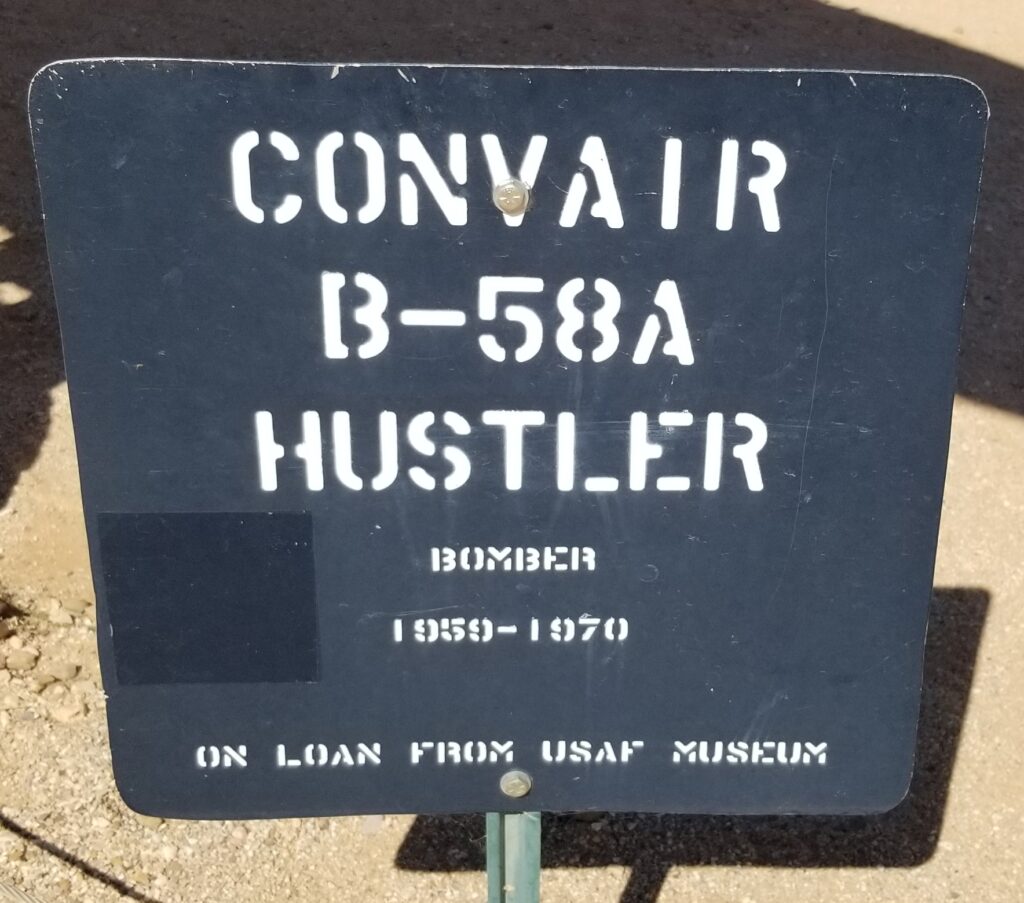 CONVAIR
B-58A
HUSTLER
BOMBER
1959-1970
ON LOAN FROM USAF MUSEUM